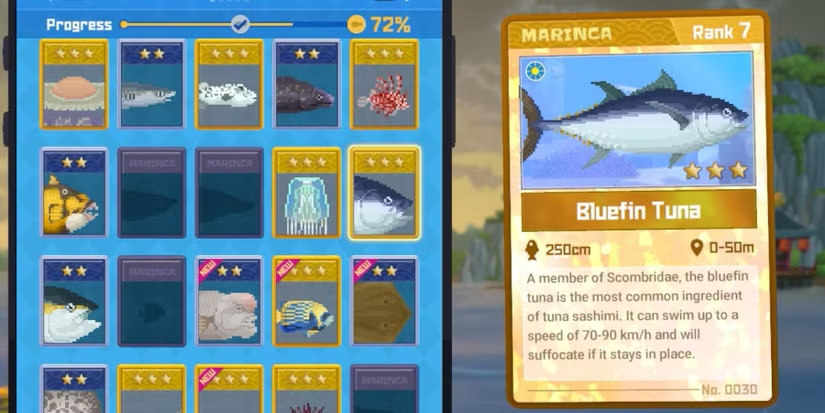 Progress
72%
MARINCA
MARINCA
NEW
NEW
NEW
MARINCA
NEW
MARINCA
MARINCA
Rank 7
Bluefin Tuna
250cm
0-50m
A member of Scombridae, the bluefin
tuna is the most common ingredient
of tuna sashimi. It can swim up to a
speed of 70-90 km/h and will
suffocate if it stays in place.
No. 0030